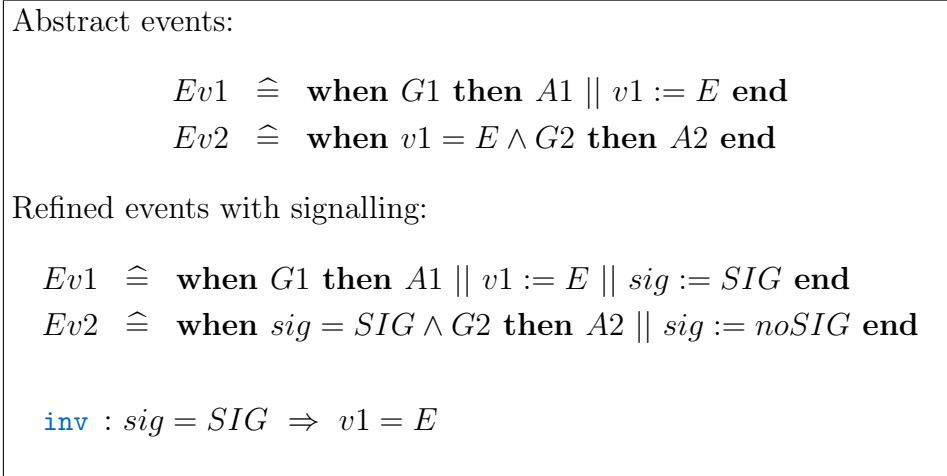 Abstract events:
Ev1 ≙ when G1 then A1 || v1 := E end
Ev2 ≙ when v1 = E ∧ G2 then A2 end
Refined events with signalling:
Ev1 ≙ when G1 then A1 || v1 := E || sig := SIG end
Ev2 ≙ when sig = SIG ∧ G2 then A2 || sig := noSIG end
inv : sig = SIG ⇒ v1 = E